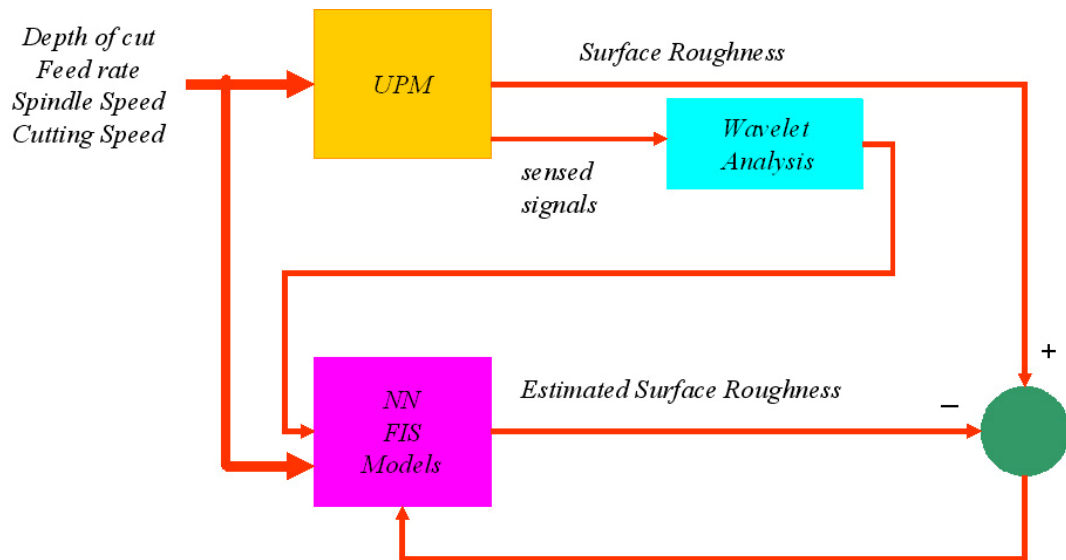 Depth of cut
Feed rate
Spindle Speed
Cutting Speed
UPM
Surface Roughness
Wavelet
Analysis
sensed
signals
+
Estimated Surface Roughness
–
NN
FIS
Models